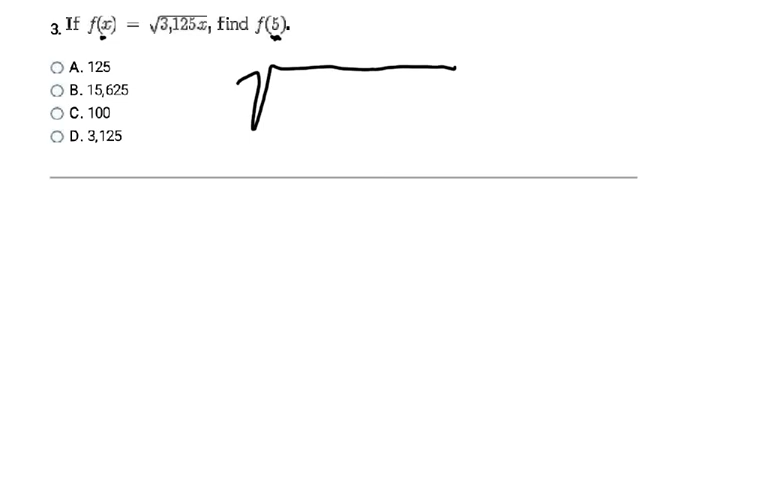 3. If f(x) = √3,125x, find f(5).
A. 125
B. 15,625
C. 100
D. 3,125